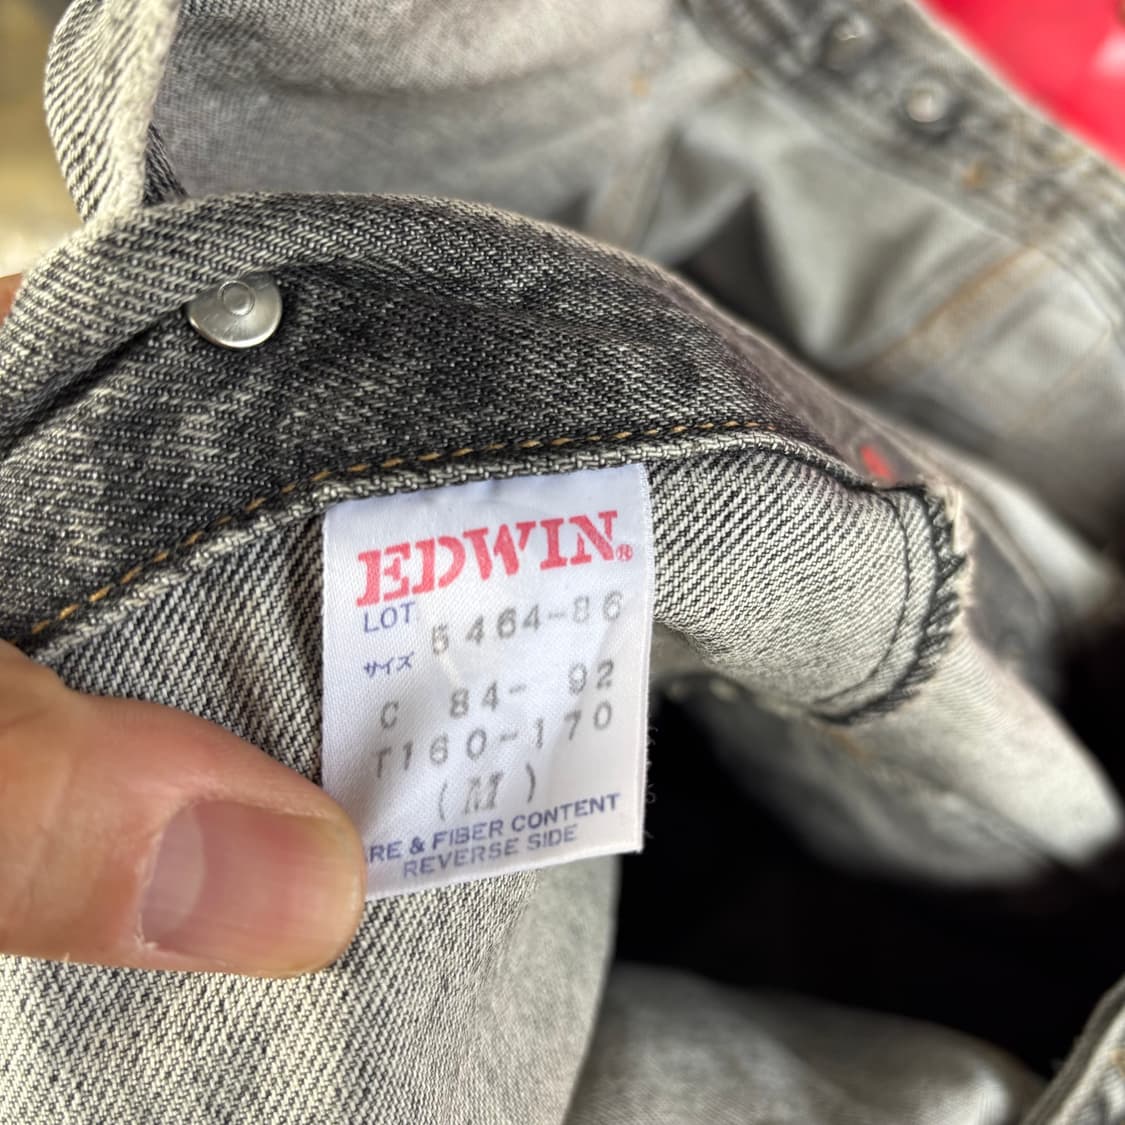 EDWIN®
LOT 5464-86
サイズ
C 84- 92
T160-170
(M)
RE & FIBER CONTENT
REVERSE SIDE